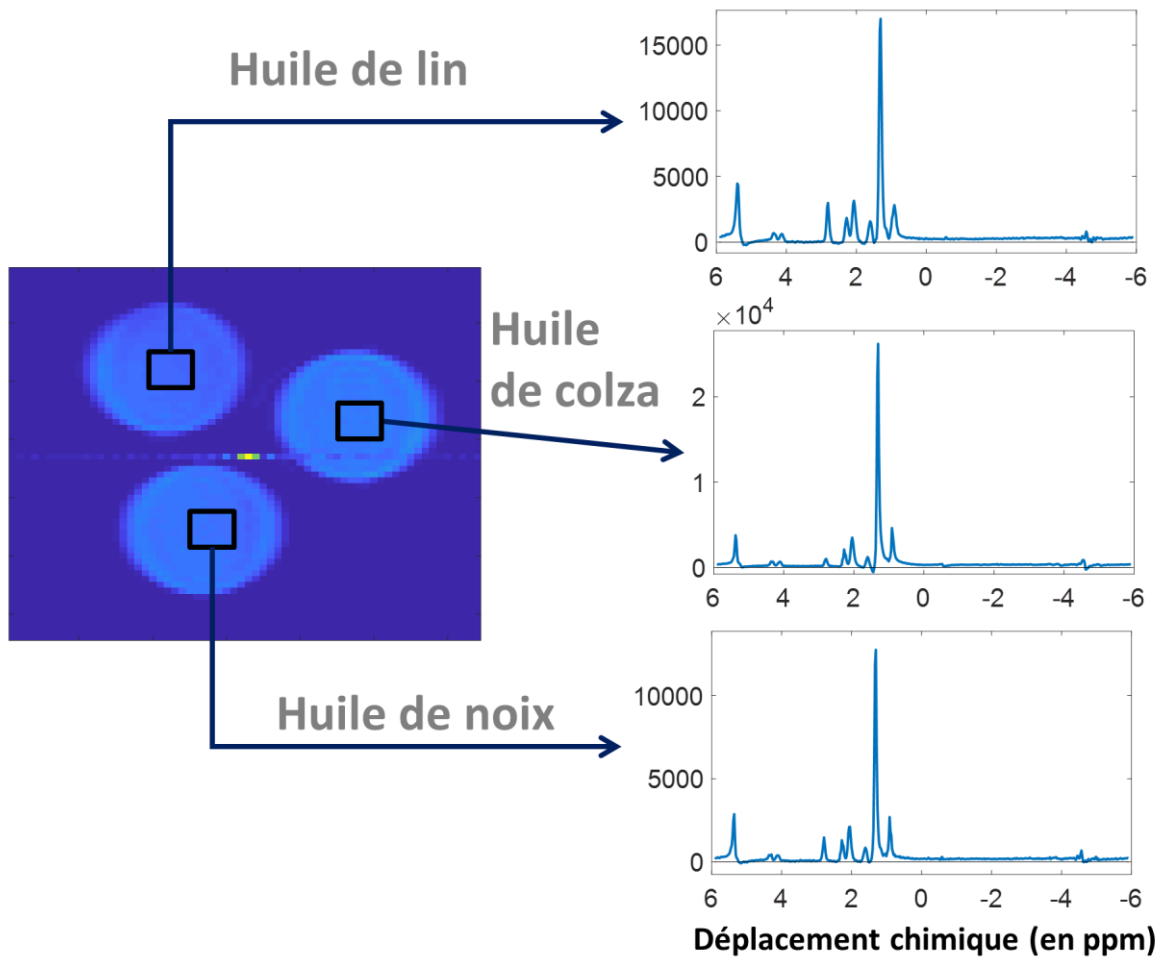 Huile de lin
15000
10000
5000
0
6 4 2 0 -2 -4 -6
Huile
de colza
×10⁴
2
1
0
6 4 2 0 -2 -4 -6
Huile de noix
10000
5000
0
6 4 2 0 -2 -4 -6
Déplacement chimique (en ppm)